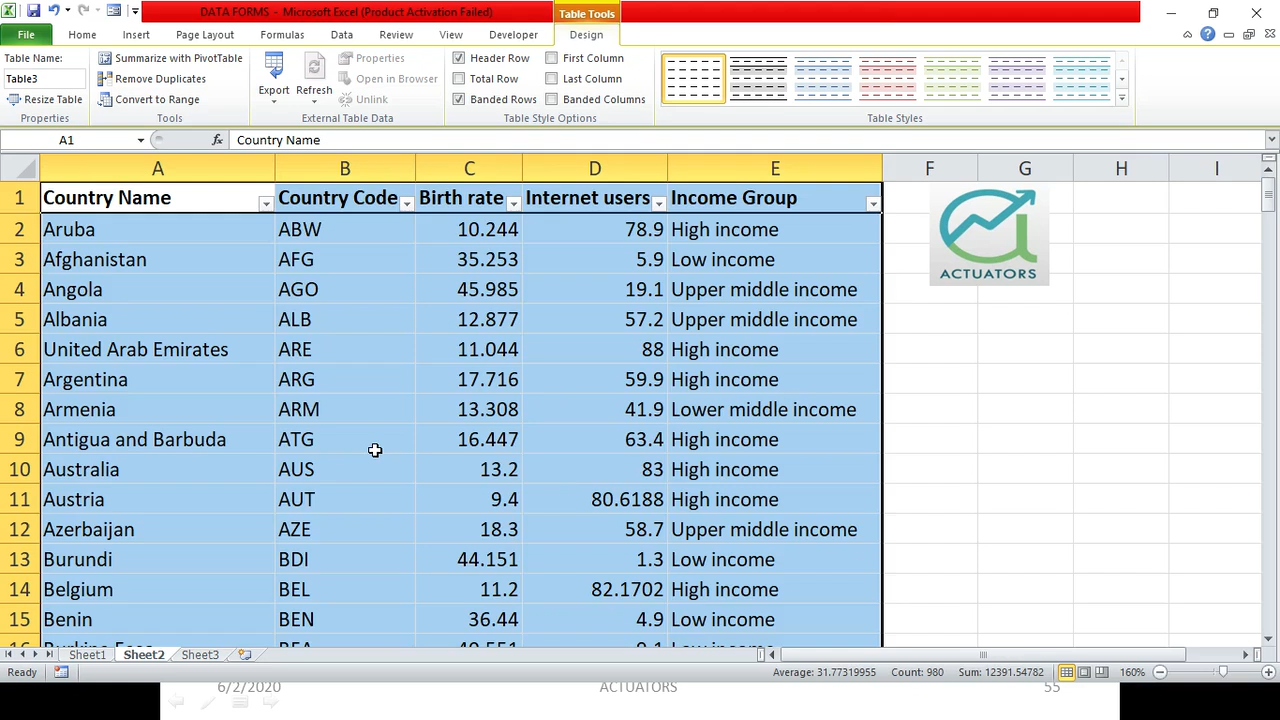 DATA FORMS - Microsoft Excel (Product Activation Failed)
Table Tools
File Home Insert Page Layout Formulas Data Review View Developer Design
Table Name:
Table3
Resize Table
Properties
Summarize with PivotTable
Remove Duplicates
Convert to Range
Tools
Export
Refresh
Properties
Open in Browser
Unlink
External Table Data
Header Row
Total Row
Banded Rows
First Column
Last Column
Banded Columns
Table Style Options
Table Styles
A1 fx Country Name
A B C D E F G H I
1 Country Name Country Code Birth rate Internet users Income Group
2 Aruba ABW 10.244 78.9 High income
3 Afghanistan AFG 35.253 5.9 Low income
4 Angola AGO 45.985 19.1 Upper middle income
5 Albania ALB 12.877 57.2 Upper middle income
6 United Arab Emirates ARE 11.044 88 High income
7 Argentina ARG 17.716 59.9 High income
8 Armenia ARM 13.308 41.9 Lower middle income
9 Antigua and Barbuda ATG 16.447 63.4 High income
10 Australia AUS 13.2 83 High income
11 Austria AUT 9.4 80.6188 High income
12 Azerbaijan AZE 18.3 58.7 Upper middle income
13 Burundi BDI 44.151 1.3 Low income
14 Belgium BEL 11.2 82.1702 High income
15 Benin BEN 36.44 4.9 Low income
ACTUATORS
Sheet1 Sheet2 Sheet3
Ready Average: 31.77319955 Count: 980 Sum: 12391.54782 160%
6/2/2020 ACTUATORS 55